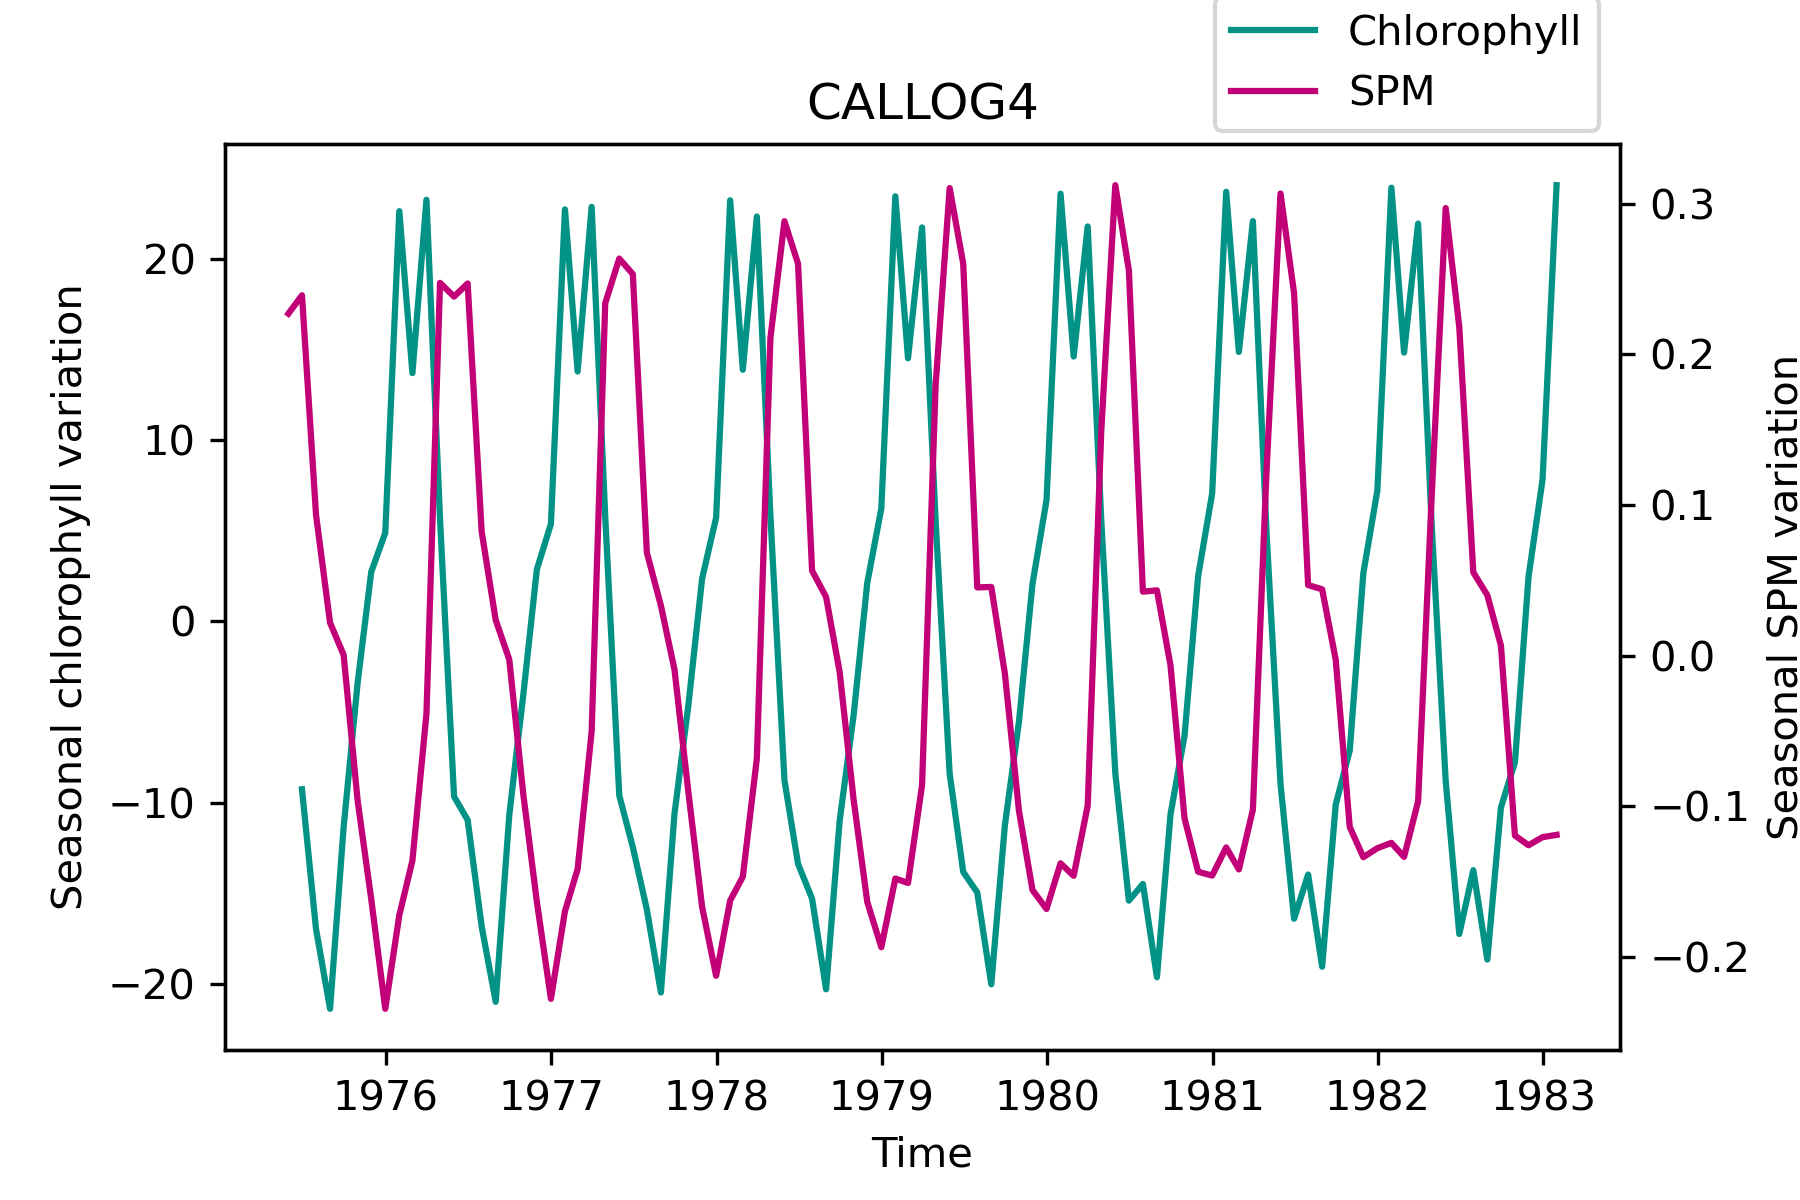 Chlorophyll
SPM
CALLOG4
Seasonal chlorophyll variation
20
10
0
−10
−20
0.3
0.2
0.1
0.0
−0.1
−0.2
Seasonal SPM variation
1976 1977 1978 1979 1980 1981 1982 1983
Time